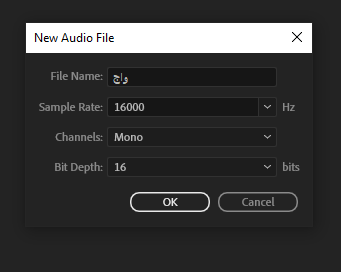 New Audio File
File Name: واج
Sample Rate: 16000 Hz
Channels: Mono
Bit Depth: 16 bits
OK Cancel